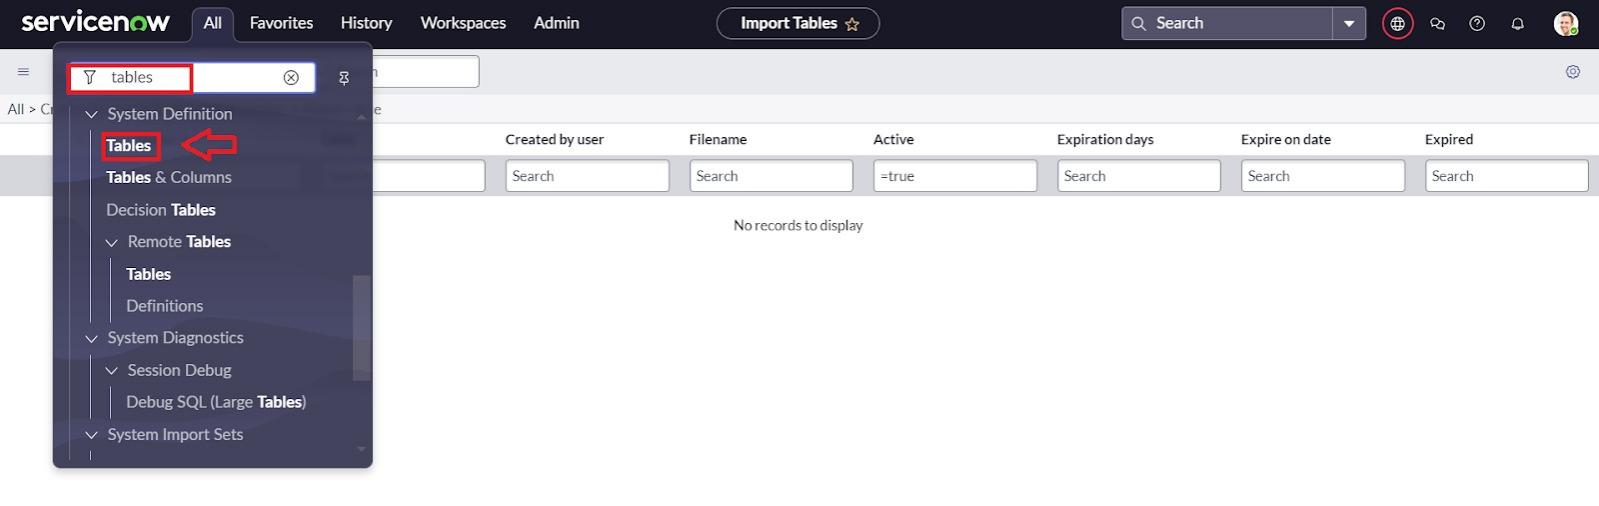 servicenow All Favorites History Workspaces Admin Import Tables Search
tables
All >
System Definition
Tables
Tables & Columns
Decision Tables
Remote Tables
Tables
Definitions
System Diagnostics
Session Debug
Debug SQL (Large Tables)
System Import Sets
Created by user Filename Active Expiration days Expire on date Expired
Search Search =true Search Search Search
No records to display